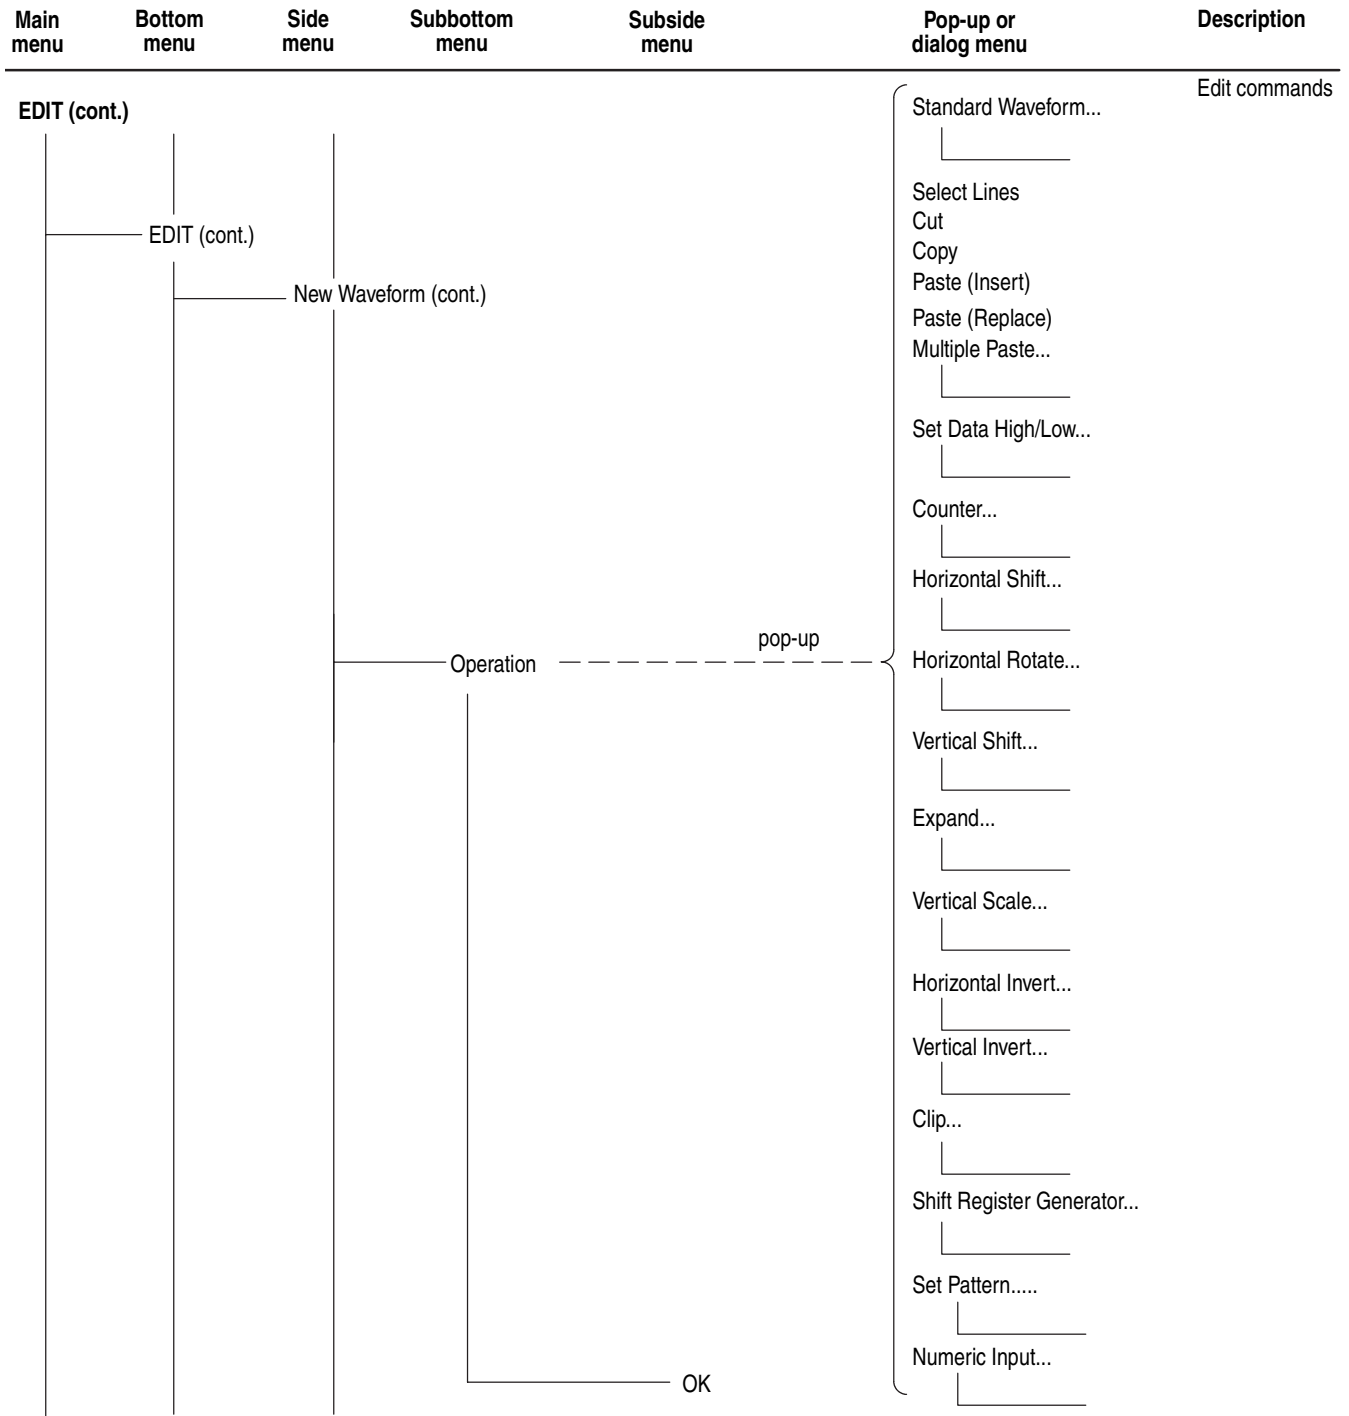 Main menu
Bottom menu
Side menu
Subbottom menu
Subside menu
Pop-up or dialog menu
Description
Edit commands
EDIT (cont.)
Standard Waveform...
Select Lines
Cut
EDIT (cont.)
Copy
Paste (Insert)
New Waveform (cont.)
Paste (Replace)
Multiple Paste...
Set Data High/Low...
Counter...
Horizontal Shift...
pop-up
Operation
Horizontal Rotate...
Vertical Shift...
Expand...
Vertical Scale...
Horizontal Invert...
Vertical Invert...
Clip...
Shift Register Generator...
Set Pattern.....
Numeric Input...
OK